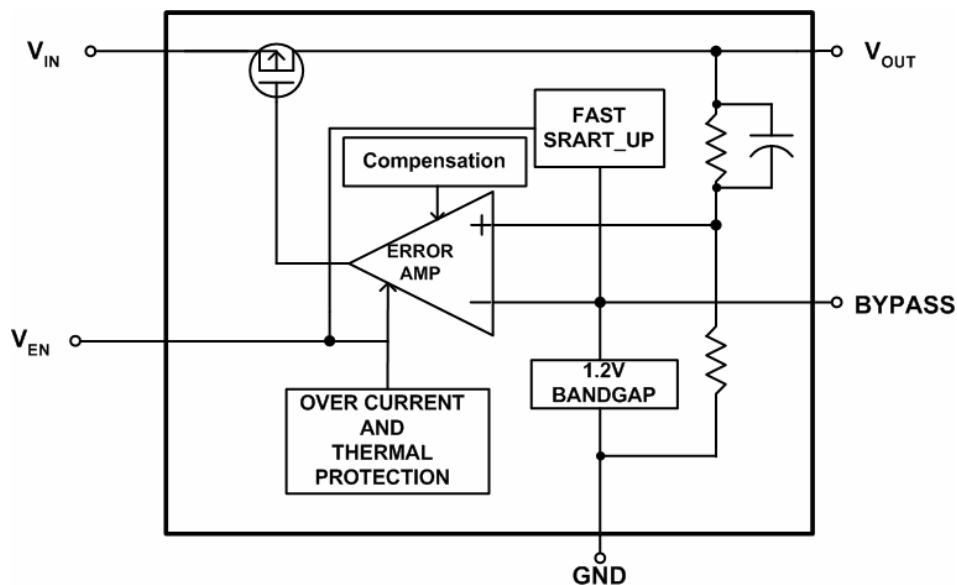 VIN
VOUT
FAST
SRART_UP
Compensation
+
ERROR
AMP
−
BYPASS
VEN
1.2V
BANDGAP
OVER CURRENT
AND
THERMAL
PROTECTION
GND